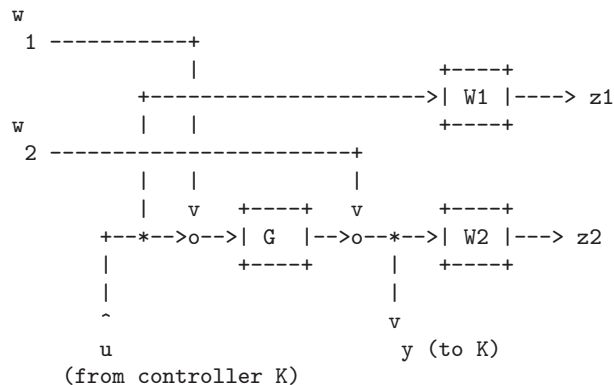 w
1 ------------------+
|
+----+
+---------------------->| W1 |----> z1
| | +----+
w
2 -----------------------------+
| | |
| v +----+ v +----+
+--*-->o-->| G |-->o--*-->| W2 |---> z2
| +----+ | +----+
| |
^ v
u y (to K)
(from controller K)